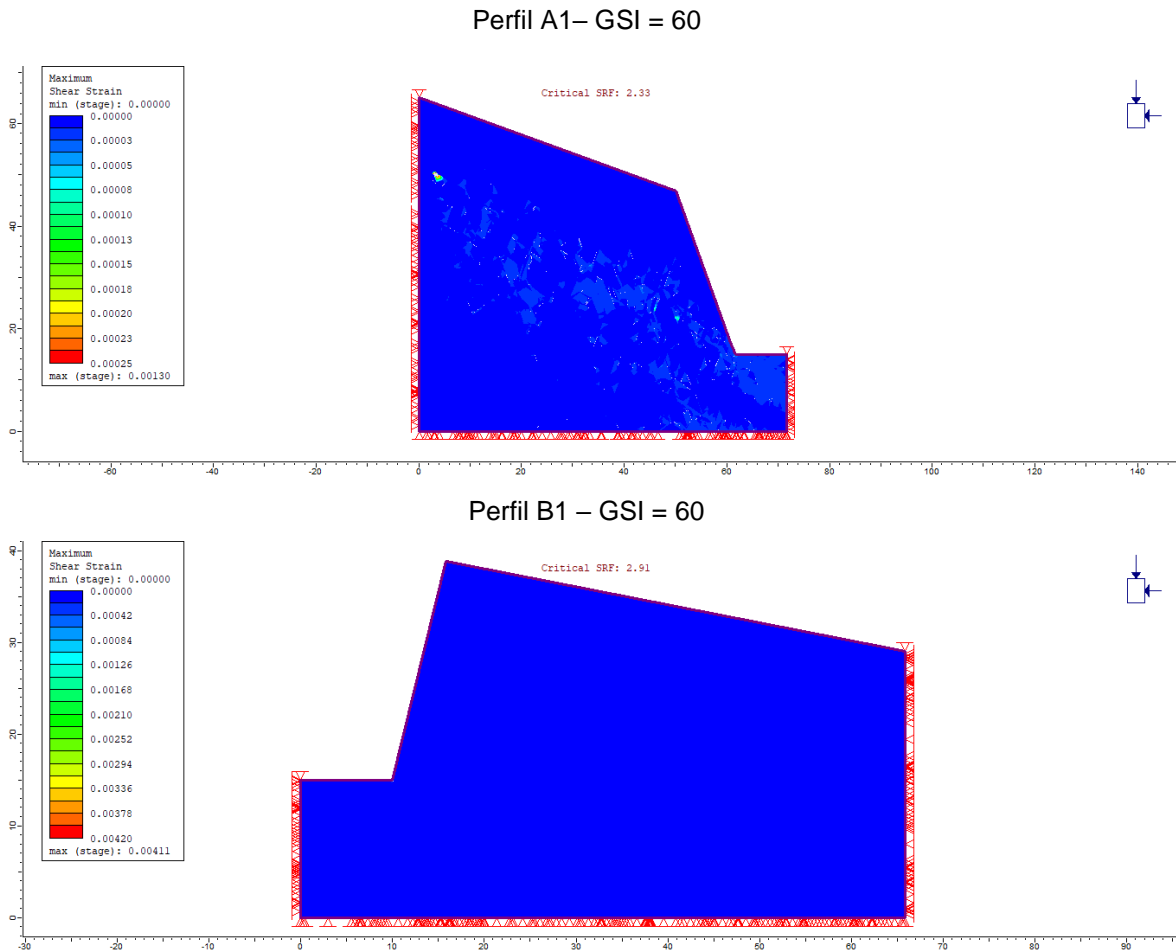 Perfil A1– GSI = 60
Maximum
Shear Strain
min (stage): 0.00000
0.00000
0.00003
0.00005
0.00008
0.00010
0.00013
0.00015
0.00018
0.00020
0.00023
0.00025
max (stage): 0.00130
Critical SRF: 2.33
60
40
20
0
-60 -40 -20 0 20 40 60 80 100 120 140
Perfil B1 – GSI = 60
Maximum
Shear Strain
min (stage): 0.00000
0.00000
0.00042
0.00084
0.00126
0.00168
0.00210
0.00252
0.00294
0.00336
0.00378
0.00420
max (stage): 0.00411
Critical SRF: 2.91
40
30
20
10
0
-30 -20 -10 0 10 20 30 40 50 60 70 80 90